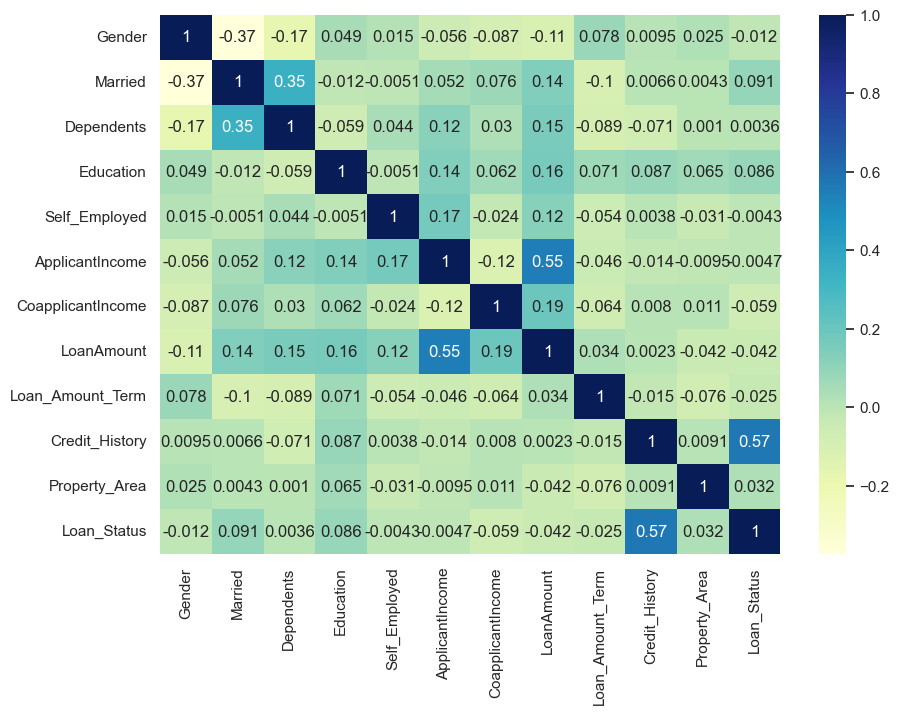 Gender 1 -0.37 -0.17 0.049 0.015 -0.056 -0.087 -0.11 0.078 0.0095 0.025 -0.012
Married -0.37 1 0.35 -0.012 -0.0051 0.052 0.076 0.14 -0.1 0.0066 0.0043 0.091
Dependents -0.17 0.35 1 -0.059 0.044 0.12 0.03 0.15 -0.089 -0.071 0.001 0.0036
Education 0.049 -0.012 -0.059 1 -0.0051 0.14 0.062 0.16 0.071 0.087 0.065 0.086
Self_Employed 0.015 -0.0051 0.044 -0.0051 1 0.17 -0.024 0.12 -0.054 0.0038 -0.031 -0.0043
ApplicantIncome -0.056 0.052 0.12 0.14 0.17 1 -0.12 0.55 -0.046 -0.014 -0.0095 -0.0047
CoapplicantIncome -0.087 0.076 0.03 0.062 -0.024 -0.12 1 0.19 -0.064 0.008 0.011 -0.059
LoanAmount -0.11 0.14 0.15 0.16 0.12 0.55 0.19 1 0.034 0.0023 -0.042 -0.042
Loan_Amount_Term 0.078 -0.1 -0.089 0.071 -0.054 -0.046 -0.064 0.034 1 -0.015 -0.076 -0.025
Credit_History 0.0095 0.0066 -0.071 0.087 0.0038 -0.014 0.008 0.0023 -0.015 1 0.0091 0.57
Property_Area 0.025 0.0043 0.001 0.065 -0.031 -0.0095 0.011 -0.042 -0.076 0.0091 1 0.032
Loan_Status -0.012 0.091 0.0036 0.086 -0.0043 -0.0047 -0.059 -0.042 -0.025 0.57 0.032 1
Gender
Married
Dependents
Education
Self_Employed
ApplicantIncome
CoapplicantIncome
LoanAmount
Loan_Amount_Term
Credit_History
Property_Area
Loan_Status
1.0
0.8
0.6
0.4
0.2
0.0
−0.2